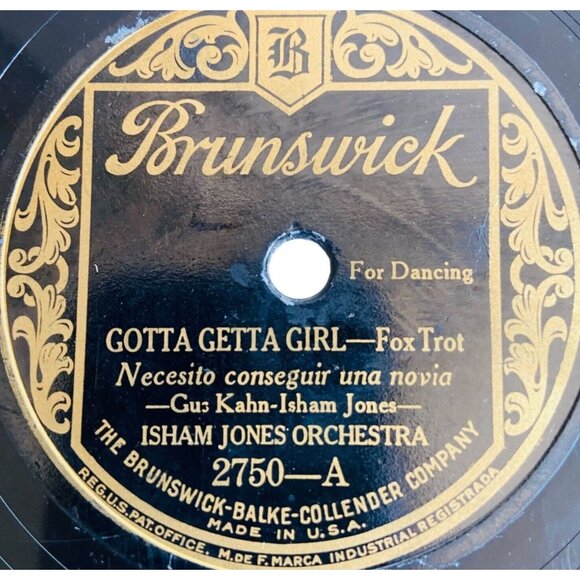 B
Brunswick
For Dancing
GOTTA GETTA GIRL—Fox Trot
Necesito conseguir una novia
—Gus Kahn-Isham Jones—
ISHAM JONES ORCHESTRA
2750—A
THE BRUNSWICK-BALKE-COLLENDER COMPANY
MADE IN U.S.A.
REG.U.S.PAT.OFFICE. M.DE F. MARCA INDUSTRIAL REGISTRADA